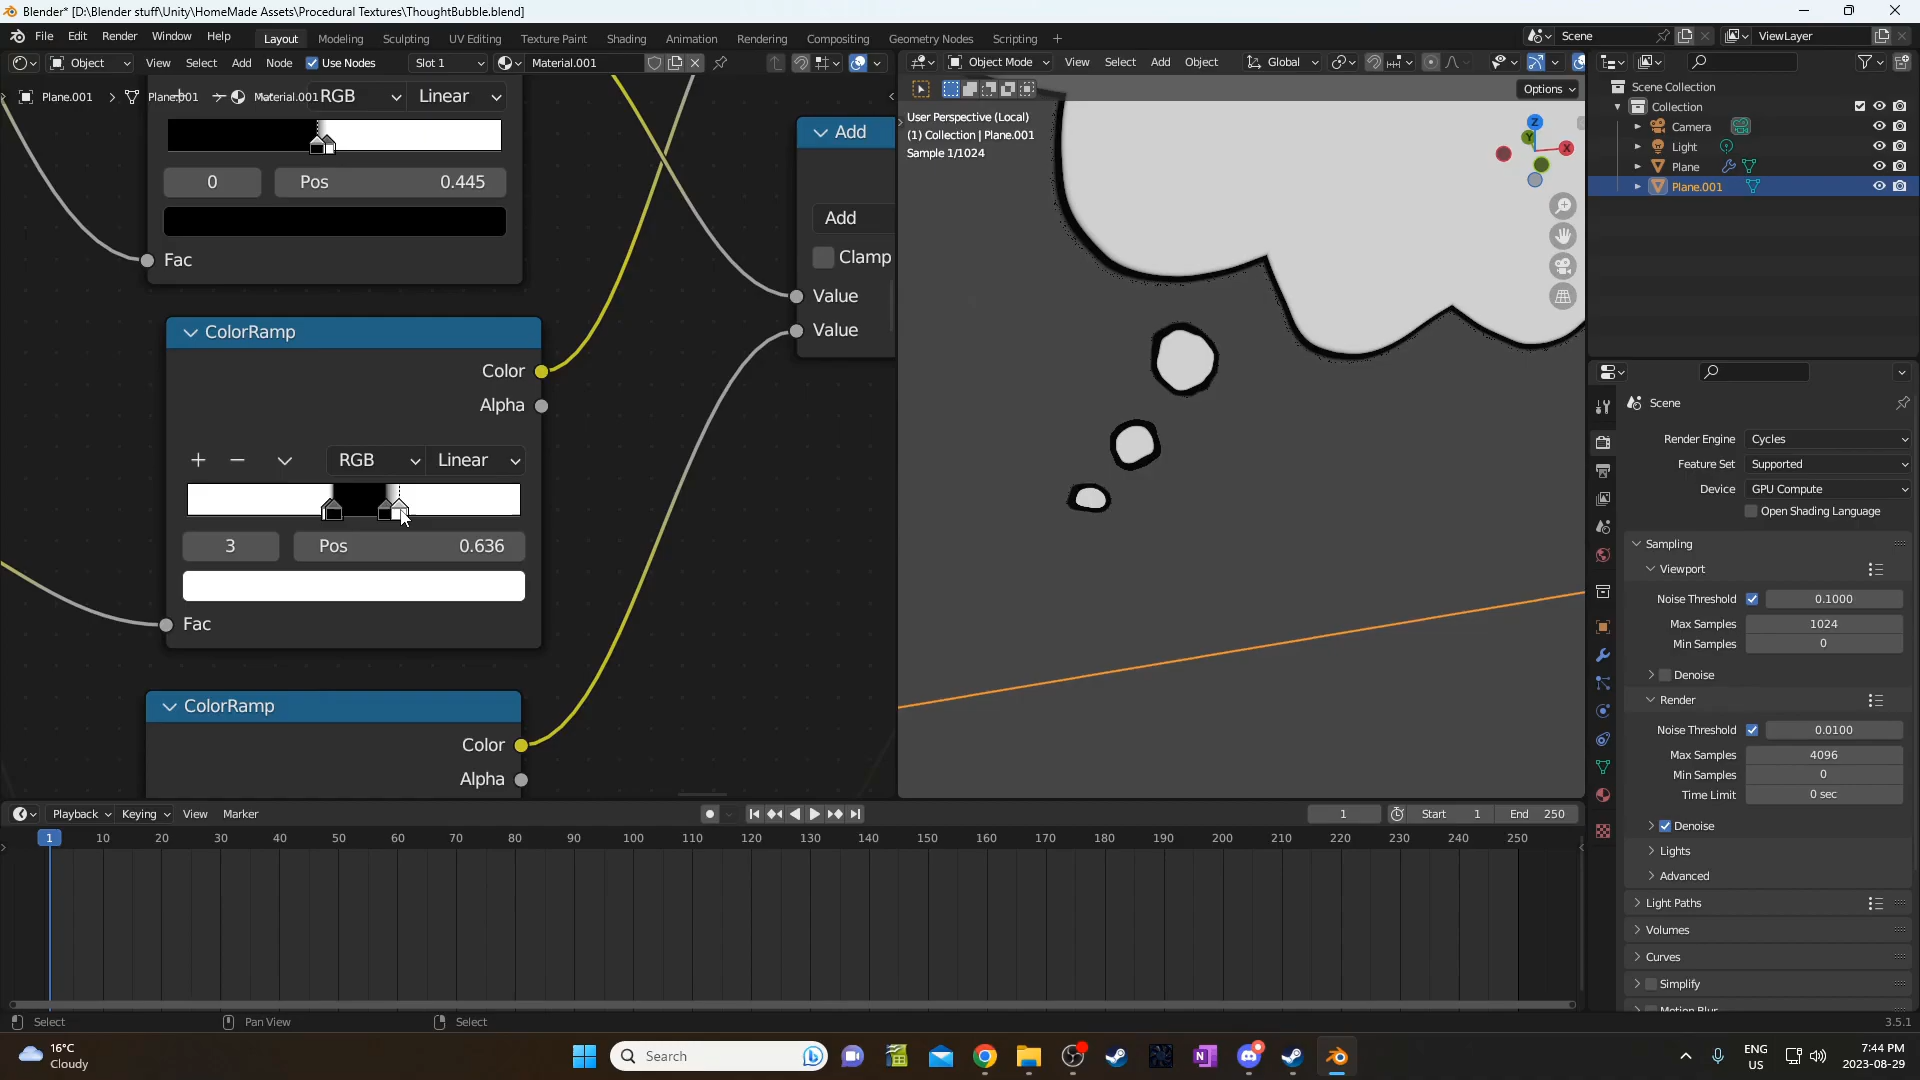 Blender* [D:\Blender stuff\Unity\HomeMade Assets\Procedural Textures\ThoughtBubble.blend]
File Edit Render Window Help Layout Modeling Sculpting UV Editing Texture Paint Shading Animation Rendering Compositing Geometry Nodes Scripting + Scene ViewLayer
Object View Select Add Node Use Nodes Slot 1 Material.001 Object Mode View Select Add Object Global
Plane.001 > Plane.001 Material.001 RGB Linear
Options
User Perspective (Local)
(1) Collection | Plane.001
Sample 1/1024
Z
Y
X
0 Pos 0.445
Fac
Add
Add
Clamp
Value
Value
ColorRamp
Color
Alpha
RGB Linear
3 Pos 0.636
Fac
ColorRamp
Color
Alpha
Scene Collection
Collection
Camera
Light
Plane
Plane.001
Scene
Render Engine Cycles
Feature Set Supported
Device GPU Compute
Open Shading Language
Sampling
Viewport
Noise Threshold 0.1000
Max Samples 1024
Min Samples 0
Denoise
Render
Noise Threshold 0.0100
Max Samples 4096
Min Samples 0
Time Limit 0 sec
Denoise
Lights
Advanced
Light Paths
Volumes
Curves
Simplify
Motion Blur
Playback Keying View Marker 1 Start 1 End 250
1 10 20 30 40 50 60 70 80 90 100 110 120 130 140 150 160 170 180 190 200 210 220 230 240 250
Select Pan View Select 3.5.1
16°C
Cloudy
Search
ENG
US
7:44 PM
2023-08-29